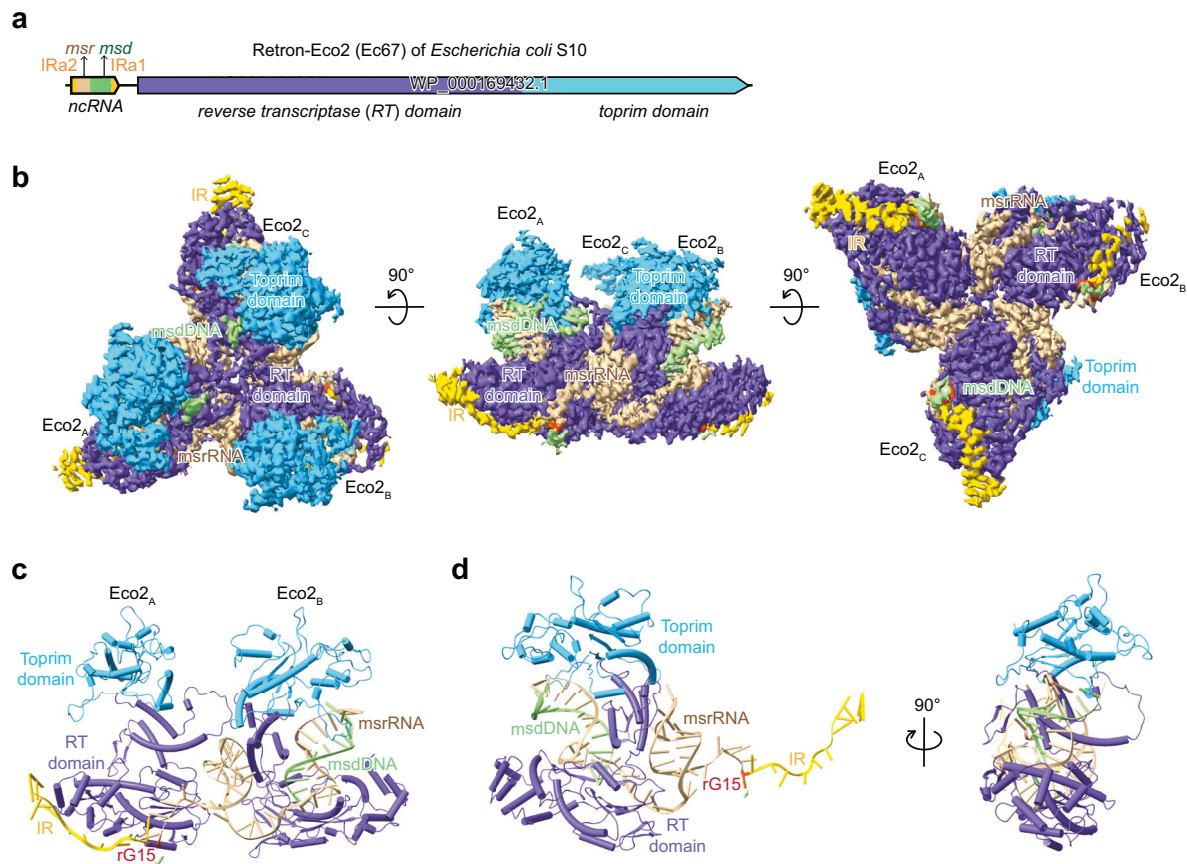 a
msr msd
Retron-Eco2 (Ec67) of Escherichia coli S10
IRa2 IRa1
WP_000169432.1
ncRNA
reverse transcriptase (RT) domain
toprim domain
b
IR
Eco2C
Toprim
domain
msdDNA
RT
domain
Eco2A
msrRNA
Eco2B
90°
Eco2A
Eco2C
Eco2B
Toprim
domain
msdDNA
RT
domain
msrRNA
IR
90°
Eco2A
msrRNA
IR
RT
domain
Eco2B
msdDNA
Toprim
domain
Eco2C
c
Eco2A
Eco2B
Toprim
domain
msrRNA
RT
domain
msdDNA
IR
rG15
d
Toprim
domain
msdDNA
msrRNA
IR
rG15
RT
domain
90°